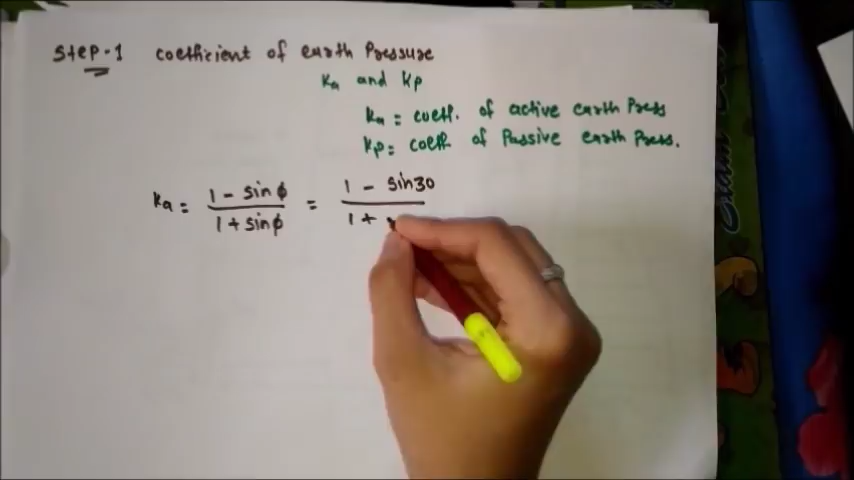 Step-1 coefficient of earth Pressure
Ka and Kp
Ka = coeff. of active earth Press
Kp = coeff of Passive earth Press.
Ka = 1 - sinϕ / 1 + sinϕ = 1 - sin30 / 1 +